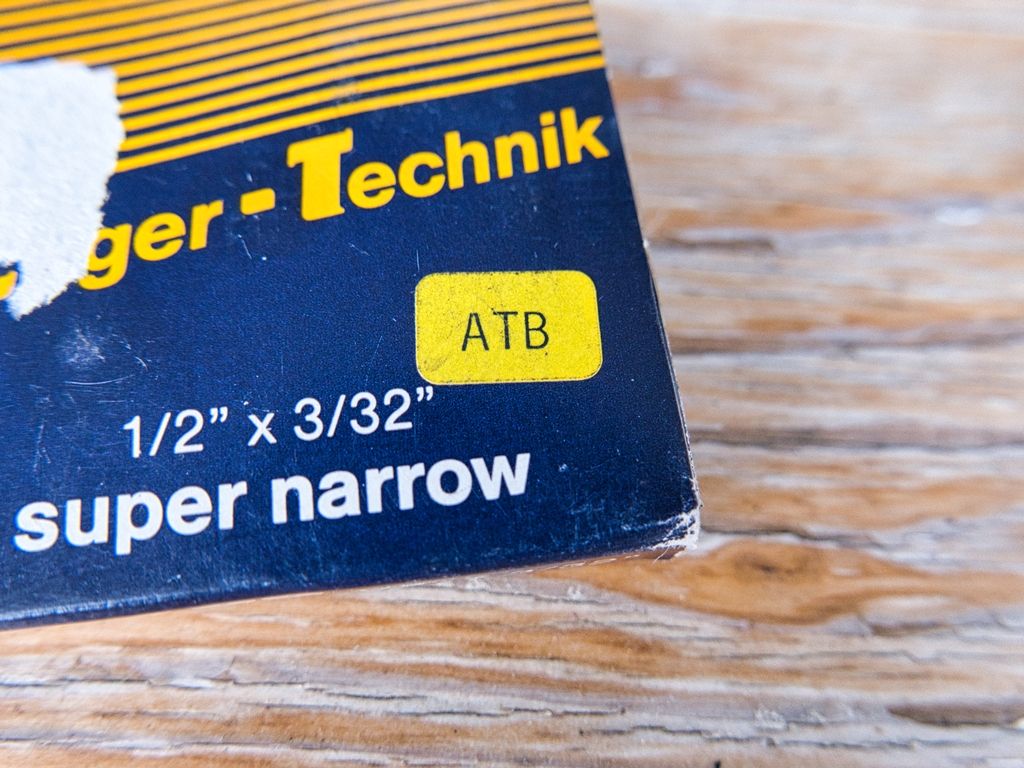 ger-Technik
ATB
1/2” x 3/32”
super narrow